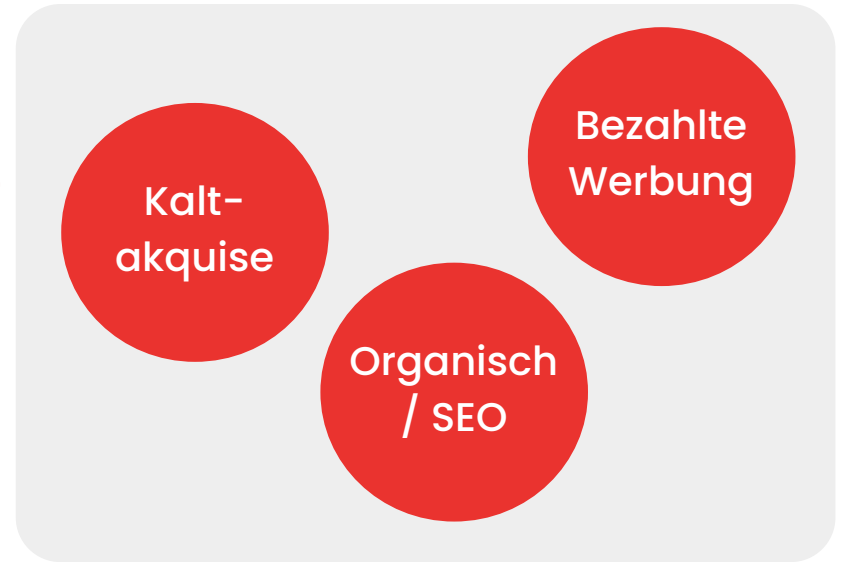 Kalt-
akquise
Bezahlte
Werbung
Organisch
/ SEO